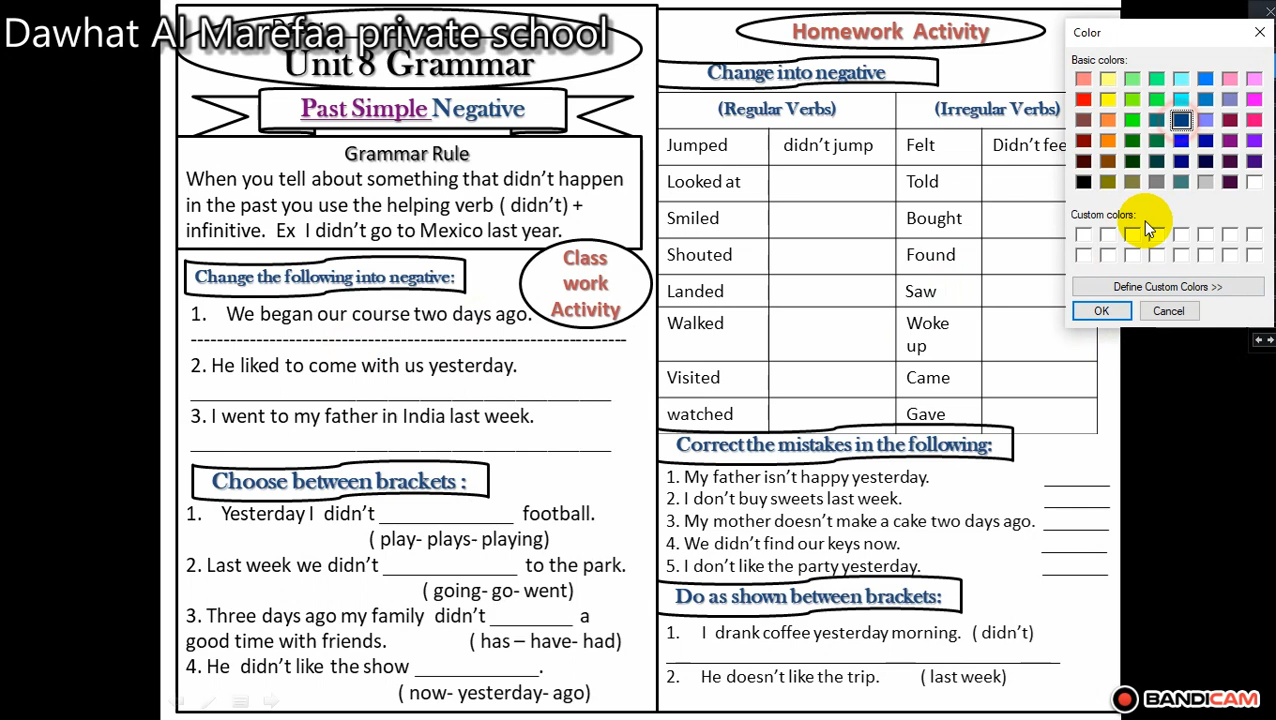 Dawhat Al Marefaa private school
Unit 8 Grammar
Past Simple Negative
Grammar Rule
When you tell about something that didn't happen
in the past you use the helping verb ( didn't) +
infinitive. Ex I didn't go to Mexico last year.
Class
work
Activity
Change the following into negative:
1. We began our course two days ago.
2. He liked to come with us yesterday.
3. I went to my father in India last week.
Choose between brackets :
1. Yesterday I didn't ____________ football.
( play- plays- playing)
2. Last week we didn't ____________ to the park.
( going- go- went)
3. Three days ago my family didn't ________ a
good time with friends. ( has – have- had)
4. He didn't like the show ___________.
( now- yesterday- ago)
Homework Activity
Change into negative
(Regular Verbs) (Irregular Verbs)
Jumped didn't jump Felt Didn't fee
Looked at Told
Smiled Bought
Shouted Found
Landed Saw
Walked Woke
up
Visited Came
watched Gave
Correct the mistakes in the following:
1. My father isn't happy yesterday. ______
2. I don't buy sweets last week.
3. My mother doesn't make a cake two days ago. ______
4. We didn't find our keys now. ______
5. I don't like the party yesterday. ______
Do as shown between brackets:
1. I drank coffee yesterday morning. ( didn't)
2. He doesn't like the trip. ( last week)
Color
Basic colors:
Custom colors:
Define Custom Colors >>
OK Cancel
BANDICAM